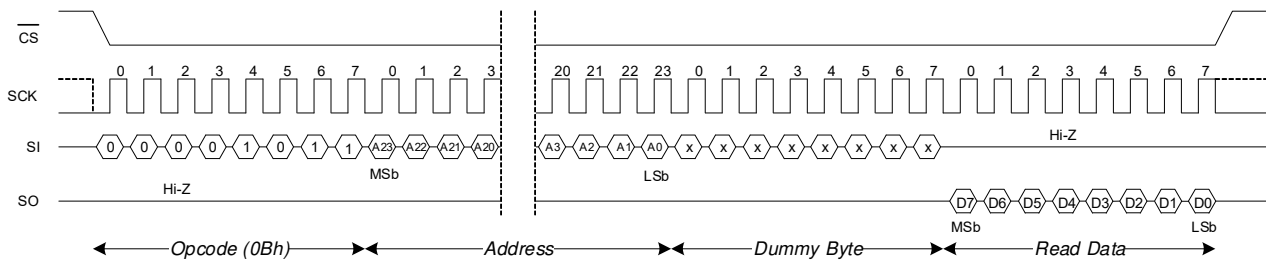 CS
0 1 2 3 4 5 6 7 0 1 2 3 20 21 22 23 0 1 2 3 4 5 6 7 0 1 2 3 4 5 6 7
SCK
Hi-Z
SI 0 0 0 0 1 0 1 1 A23 A22 A21 A20 A3 A2 A1 A0 x x x x x x x x
MSb LSb
Hi-Z
SO D7 D6 D5 D4 D3 D2 D1 D0
MSb LSb
Opcode (0Bh) Address Dummy Byte Read Data